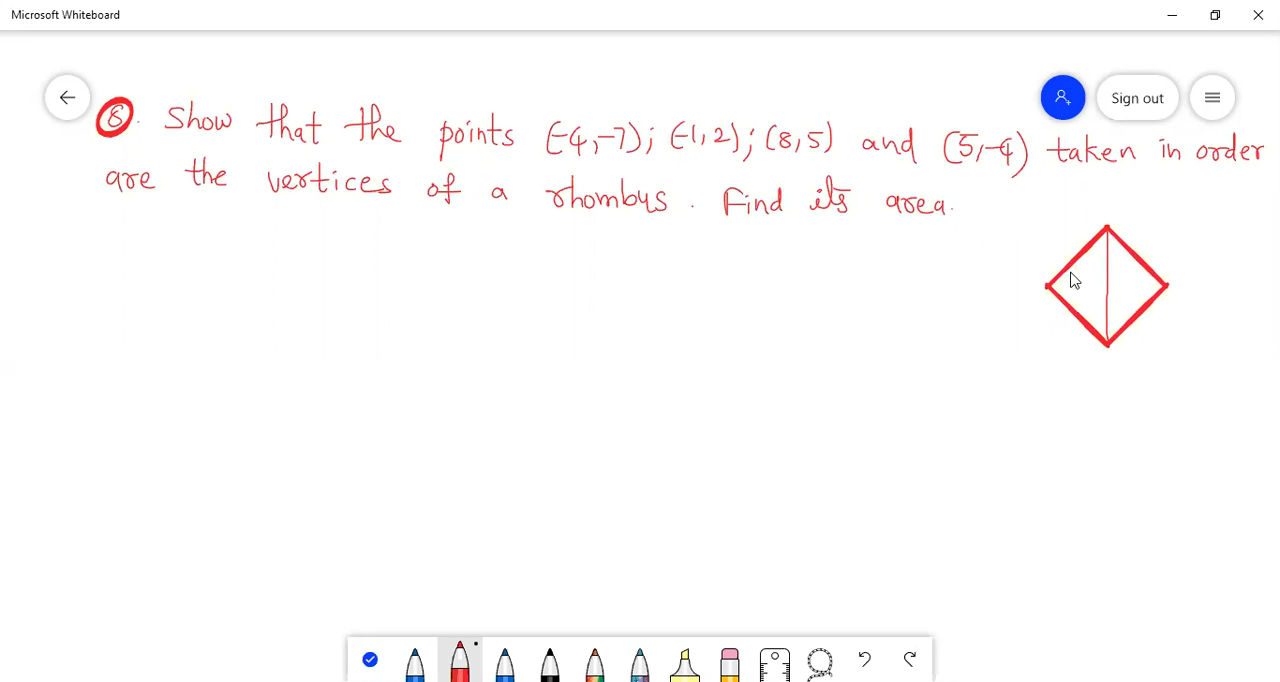 Microsoft Whiteboard
Sign out
8. Show that the points (-4,-7); (-1,2); (8,5) and (5,-4) taken in order
are the vertices of a rhombus. Find its area.